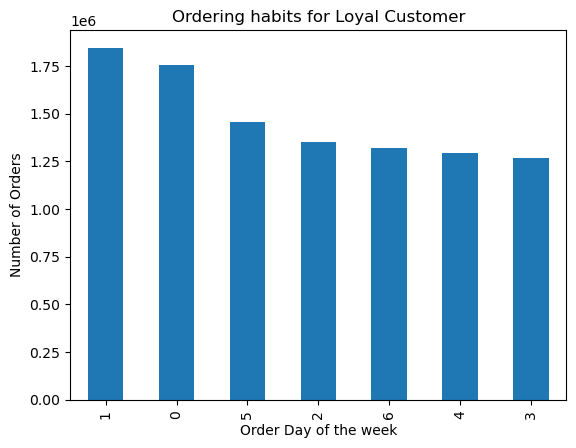 Ordering habits for Loyal Customer
1e6
1.75
1.50
1.25
1.00
0.75
0.50
0.25
0.00
Number of Orders
1 0 5 2 6 4 3
Order Day of the week